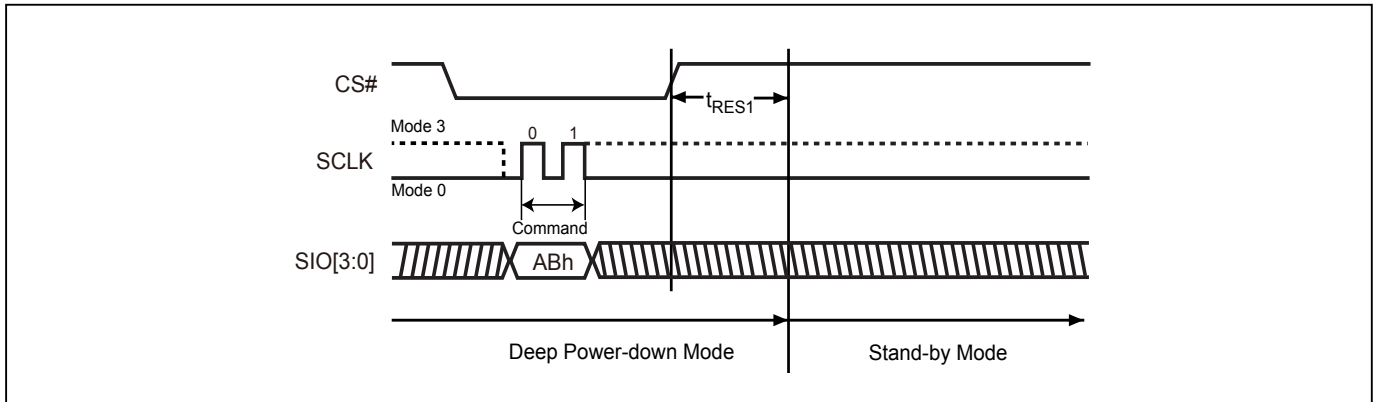 CS#
tRES1
Mode 3
0 1
SCLK
Mode 0
Command
SIO[3:0]
ABh
Deep Power-down Mode
Stand-by Mode